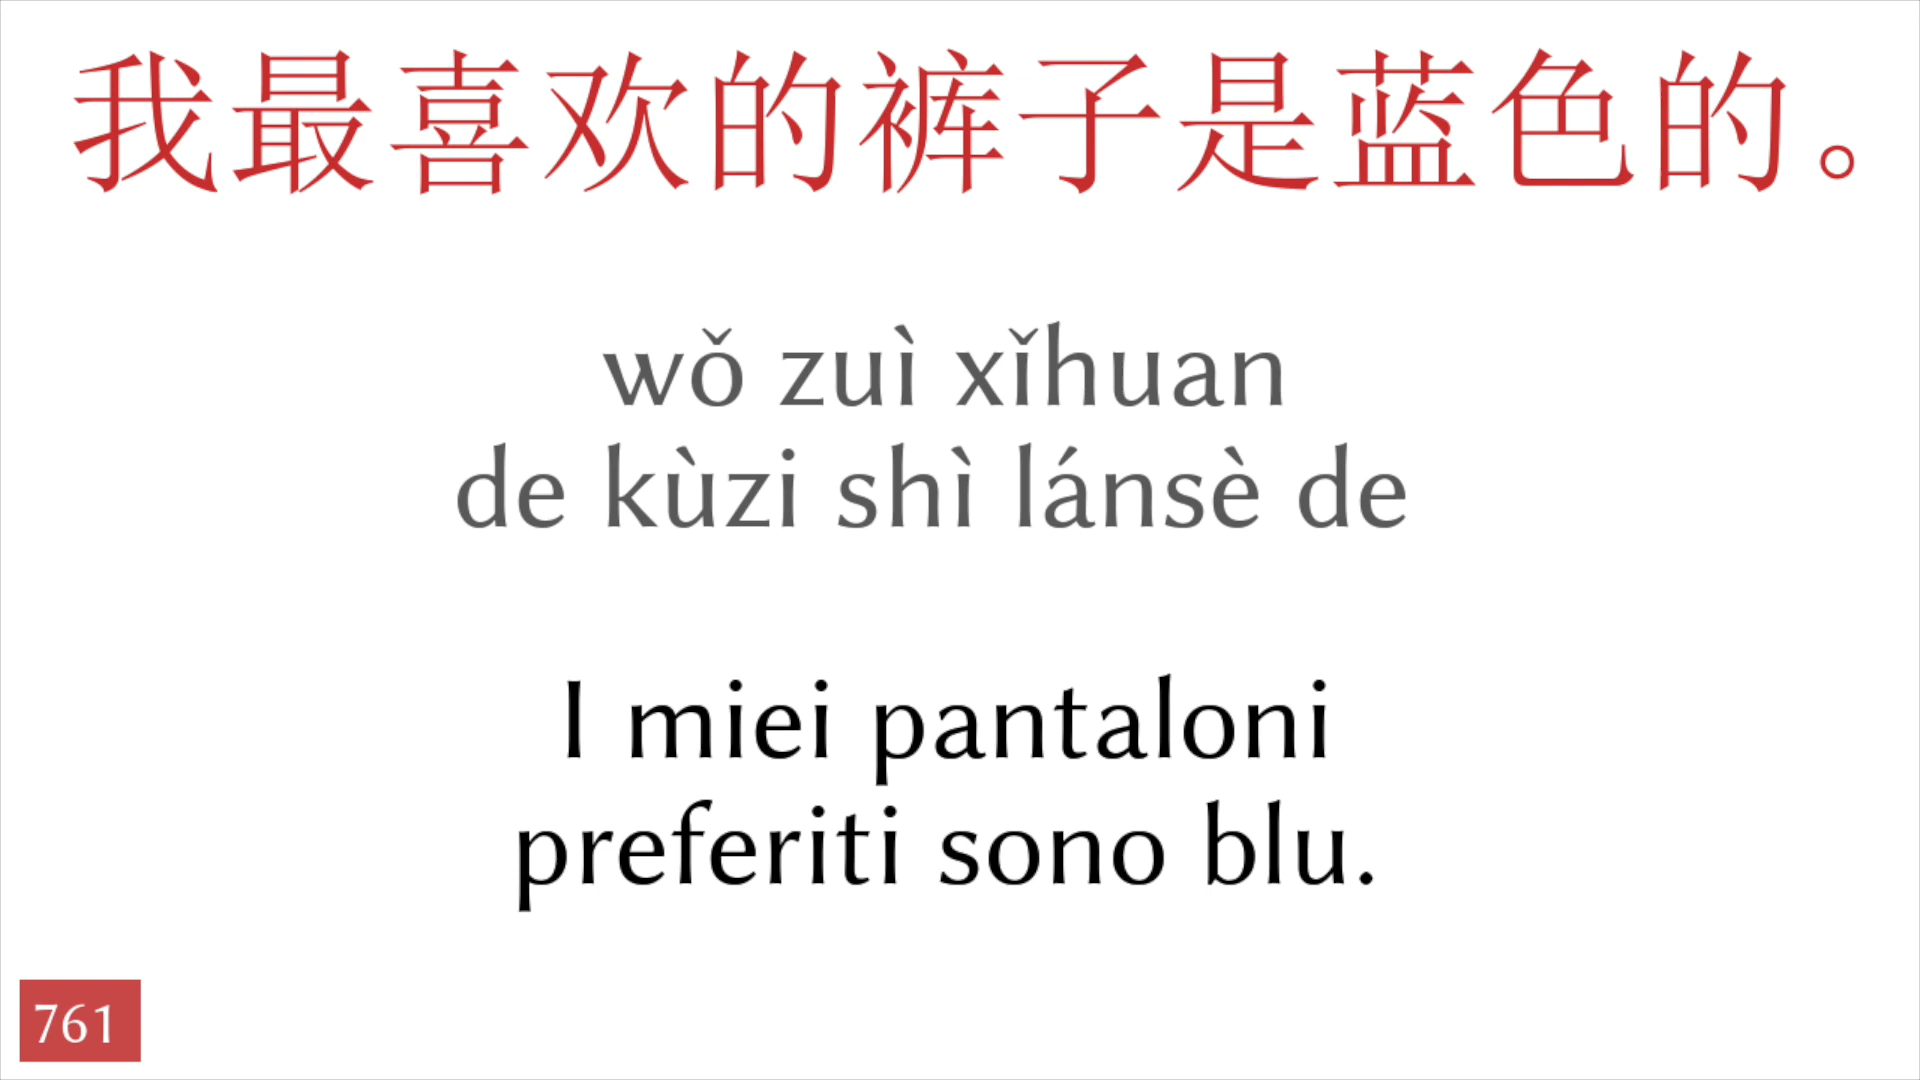 我最喜欢的裤子是蓝色的。
wǒ zuì xǐhuan
de kùzi shì lánsè de
I miei pantaloni
preferiti sono blu.
761